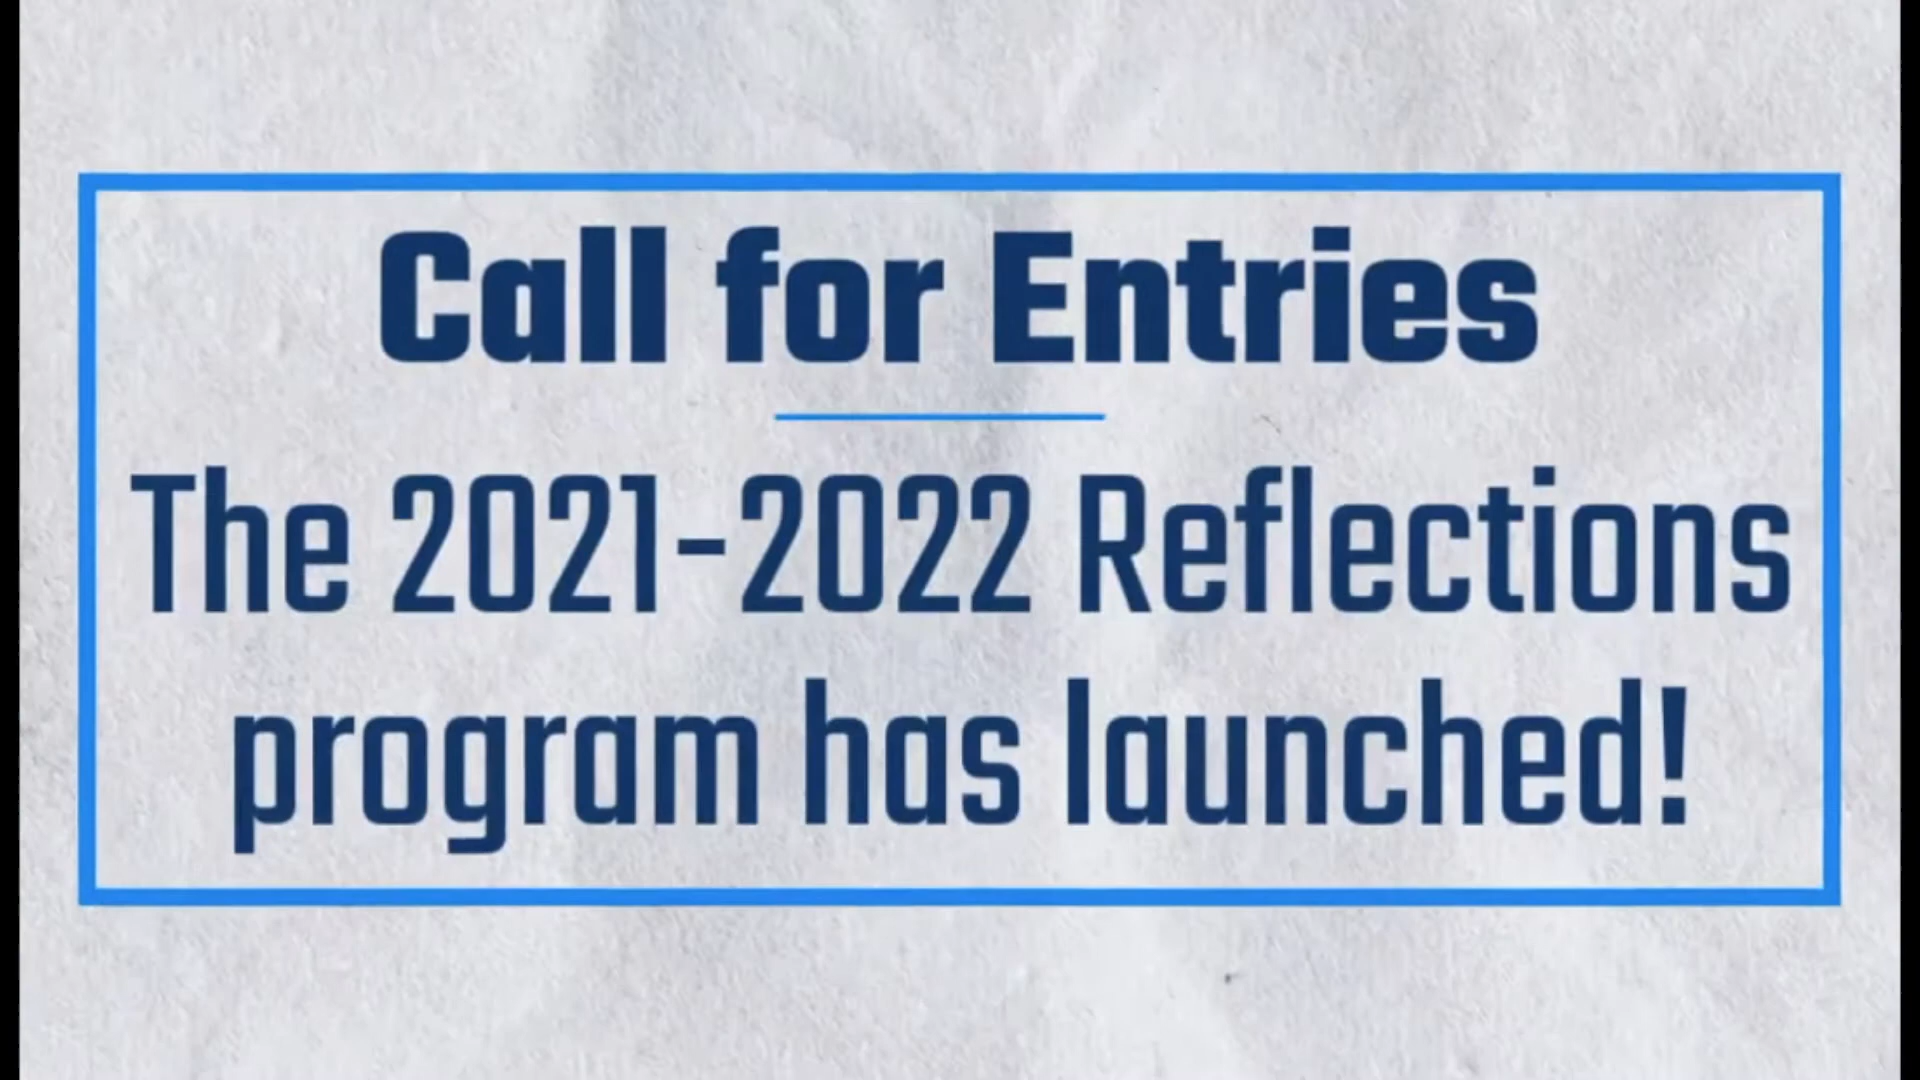 Call for Entries
The 2021-2022 Reflections
program has launched!